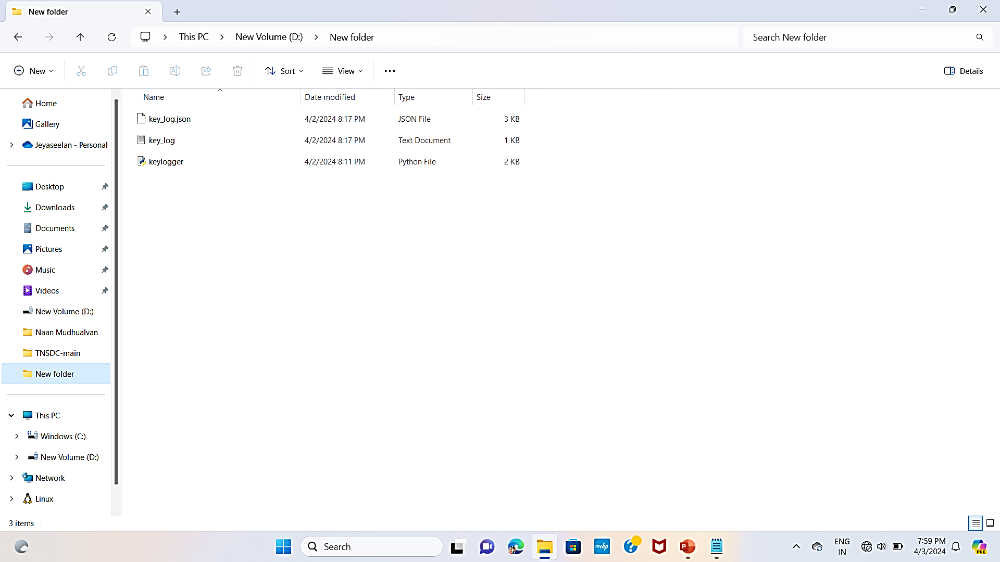 New folder
This PC
New Volume (D:)
New folder
Search New folder
New
Sort
View
Details
Name
Date modified
Type
Size
key_log.json
4/2/2024 8:17 PM
JSON File
3 KB
key_log
4/2/2024 8:17 PM
Text Document
1 KB
keylogger
4/2/2024 8:11 PM
Python File
2 KB
Home
Gallery
Jeyaseelan - Personal
Desktop
Downloads
Documents
Pictures
Music
Videos
New Volume (D:)
Naan Mudhualvan
TNSDC-main
New folder
This PC
Windows (C:)
New Volume (D:)
Network
Linux
3 items
Search
myhp
ENG
IN
7:59 PM
4/3/2024
PRE